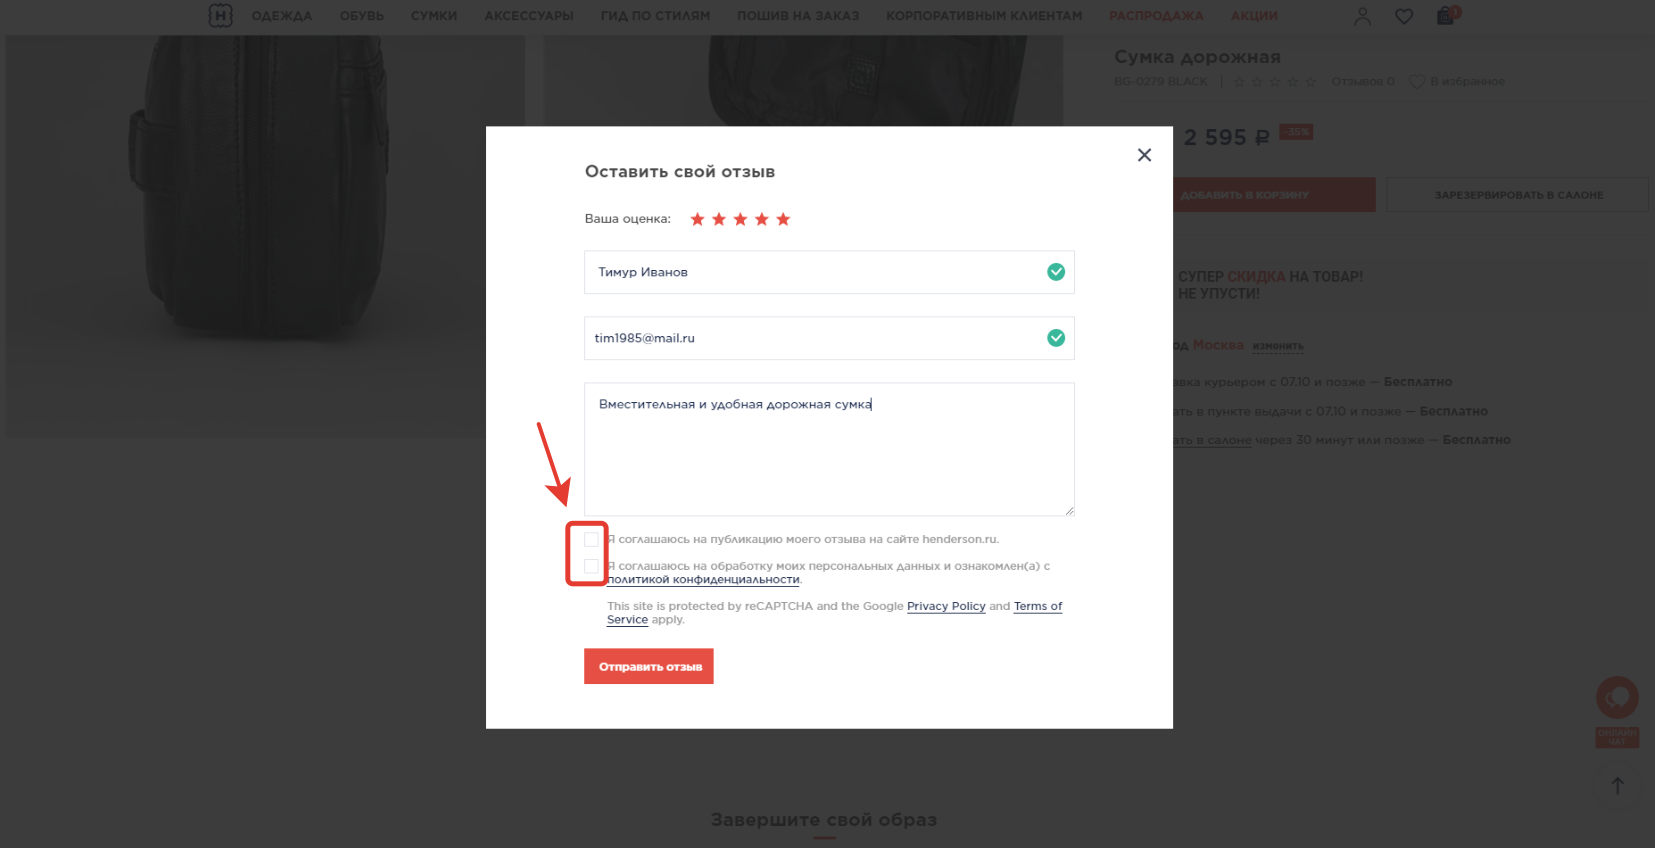 H ОДЕЖДА ОБУВЬ СУМКИ АКСЕССУАРЫ ГИД ПО СТИЛЯМ ПОШИВ НА ЗАКАЗ КОРПОРАТИВНЫМ КЛИЕНТАМ РАСПРОДАЖА АКЦИИ 1
Сумка дорожная
BG-0279 BLACK | Отзывов 0 В избранное
2 595 ₽ -35%
ДОБАВИТЬ В КОРЗИНУ ЗАРЕЗЕРВИРОВАТЬ В САЛОНЕ
СУПЕР СКИДКА НА ТОВАР!
НЕ УПУСТИ!
од Москва изменить
авка курьером с 07.10 и позже — Бесплатно
ать в пункте выдачи с 07.10 и позже — Бесплатно
ать в салоне через 30 минут или позже — Бесплатно
Оставить свой отзыв
Ваша оценка:
Тимур Иванов
tim1985@mail.ru
Вместительная и удобная дорожная сумка
Я соглашаюсь на публикацию моего отзыва на сайте henderson.ru.
Я соглашаюсь на обработку моих персональных данных и ознакомлен(а) с
политикой конфиденциальности.
This site is protected by reCAPTCHA and the Google Privacy Policy and Terms of
Service apply.
Отправить отзыв
ОНЛАЙН
ЧАТ
Завершите свой образ